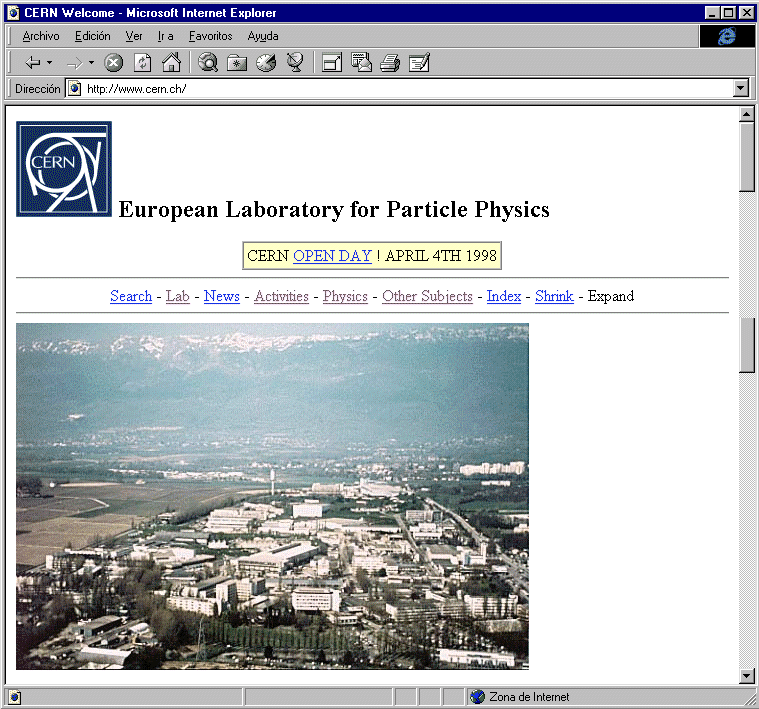 CERN Welcome - Microsoft Internet Explorer
Archivo Edición Ver Ir a Favoritos Ayuda
Dirección http://www.cern.ch/
CERN
European Laboratory for Particle Physics
CERN OPEN DAY ! APRIL 4TH 1998
Search - Lab - News - Activities - Physics - Other Subjects - Index - Shrink - Expand
Zona de Internet